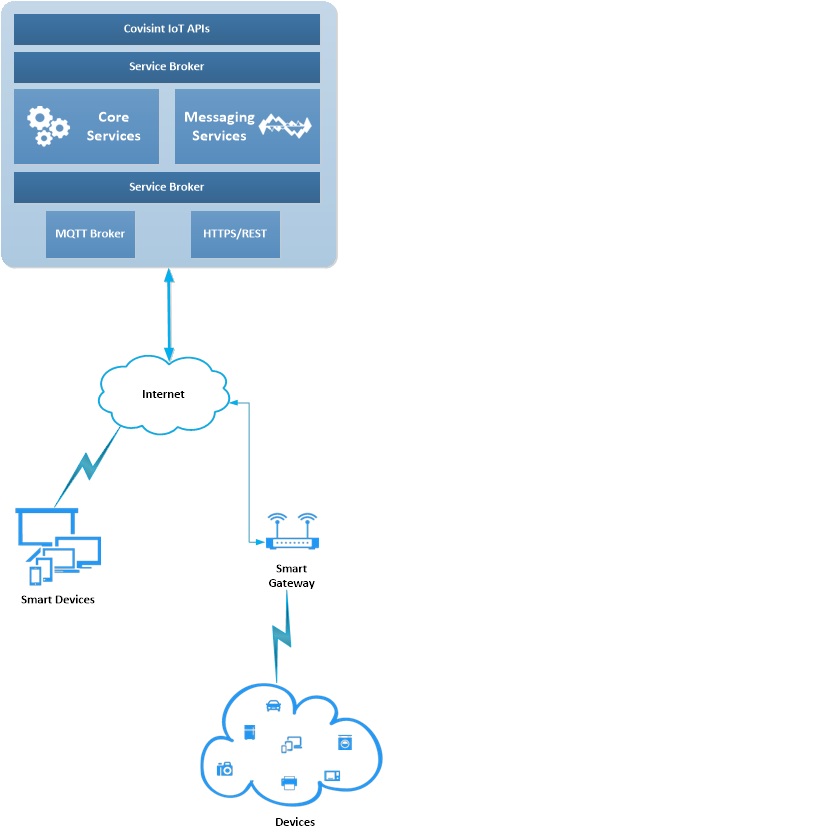 Covisint IoT APIs
Service Broker
Core
Services
Messaging
Services
Service Broker
MQTT Broker
HTTPS/REST
Internet
Smart
Gateway
Smart Devices
Devices